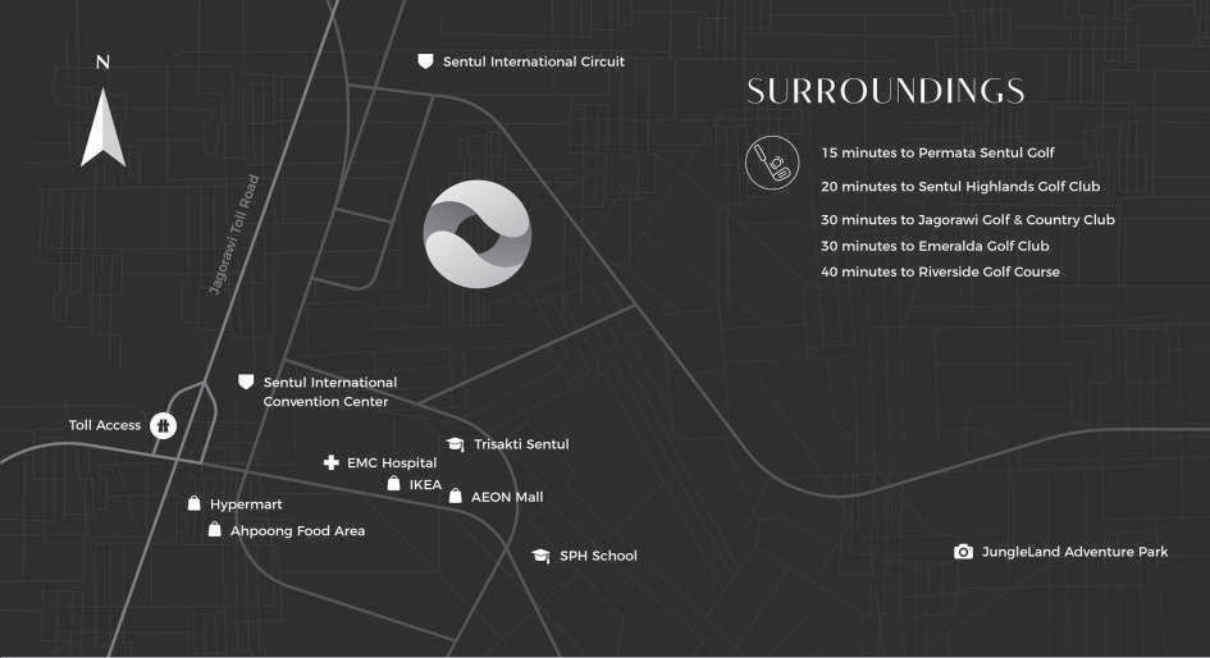 N
Sentul International Circuit
SURROUNDINGS
15 minutes to Permata Sentul Golf
20 minutes to Sentul Highlands Golf Club
30 minutes to Jagorawi Golf & Country Club
30 minutes to Emeralda Golf Club
40 minutes to Riverside Golf Course
Jagorawi Toll Road
Sentul International
Convention Center
Toll Access
Trisakti Sentul
EMC Hospital
IKEA
AEON Mall
Hypermart
Ahpoong Food Area
SPH School
JungleLand Adventure Park